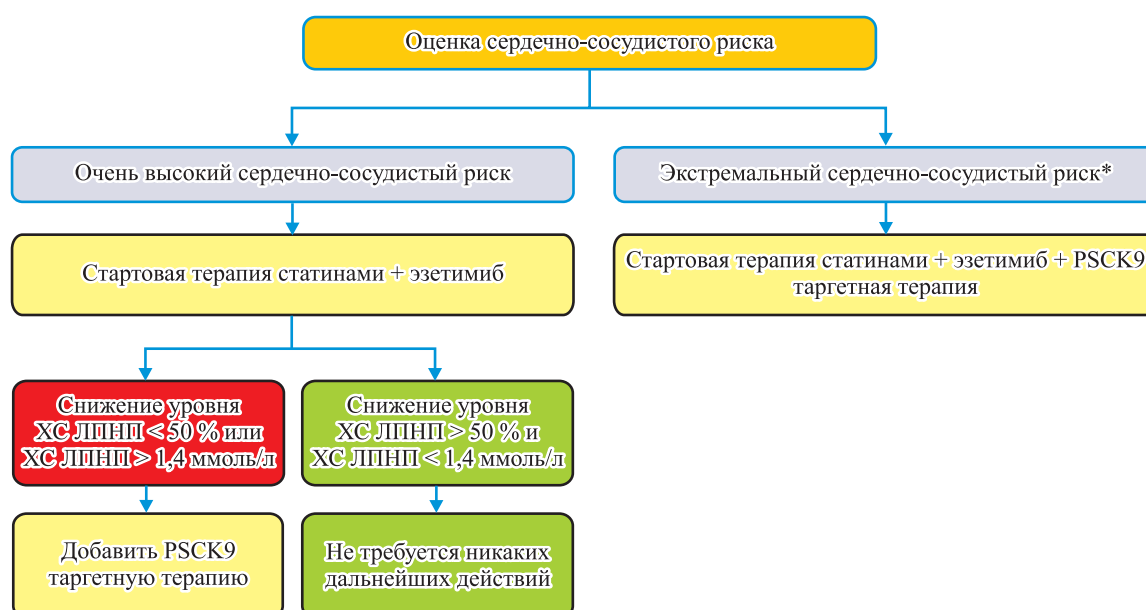 Оценка сердечно-сосудистого риска
Очень высокий сердечно-сосудистый риск
Экстремальный сердечно-сосудистый риск*
Стартовая терапия статинами + эзетимиб
Стартовая терапия статинами + эзетимиб + PSCK9
таргетная терапия
Снижение уровня
ХС ЛПНП < 50 % или
ХС ЛПНП > 1,4 ммоль/л
Снижение уровня
ХС ЛПНП > 50 % и
ХС ЛПНП < 1,4 ммоль/л
Добавить PSCK9
таргетную терапию
Не требуется никаких
дальнейших действий